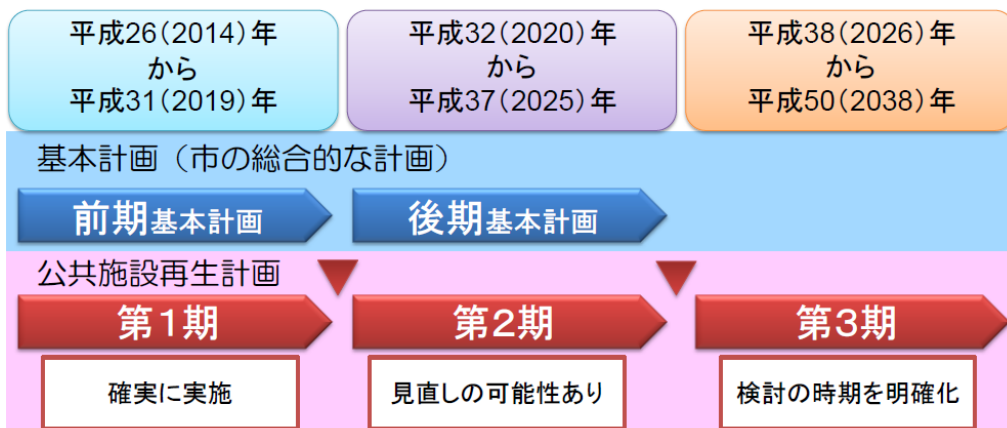 平成26(2014)年
から
平成31(2019)年
平成32(2020)年
から
平成37(2025)年
平成38(2026)年
から
平成50(2038)年
基本計画(市の総合的な計画)
前期基本計画
後期基本計画
公共施設再生計画
第1期
第2期
第3期
確実に実施
見直しの可能性あり
検討の時期を明確化